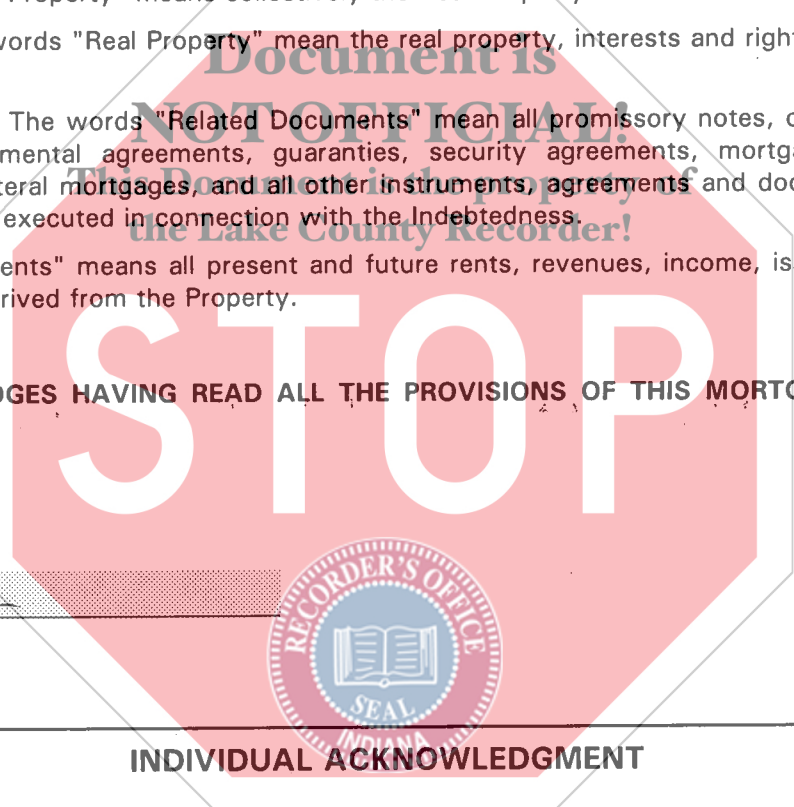 Property" means collectively the
words "Real Property" mean the real property, interests and right
Document is
NOT OFFICIAL!
This Document is the property of
the Lake County Recorder!
The words "Related Documents" mean all promissory notes, c
mental agreements, guaranties, security agreements, mortga
teral mortgages, and all other instruments, agreements and doc
executed in connection with the Indebtedness.
ents" means all present and future rents, revenues, income, is
rived from the Property.
OGES HAVING READ ALL THE PROVISIONS OF THIS MORTG
STOP
RECORDER'S OFFICE
SEAL
INDIANA
INDIVIDUAL ACKNOWLEDGMENT